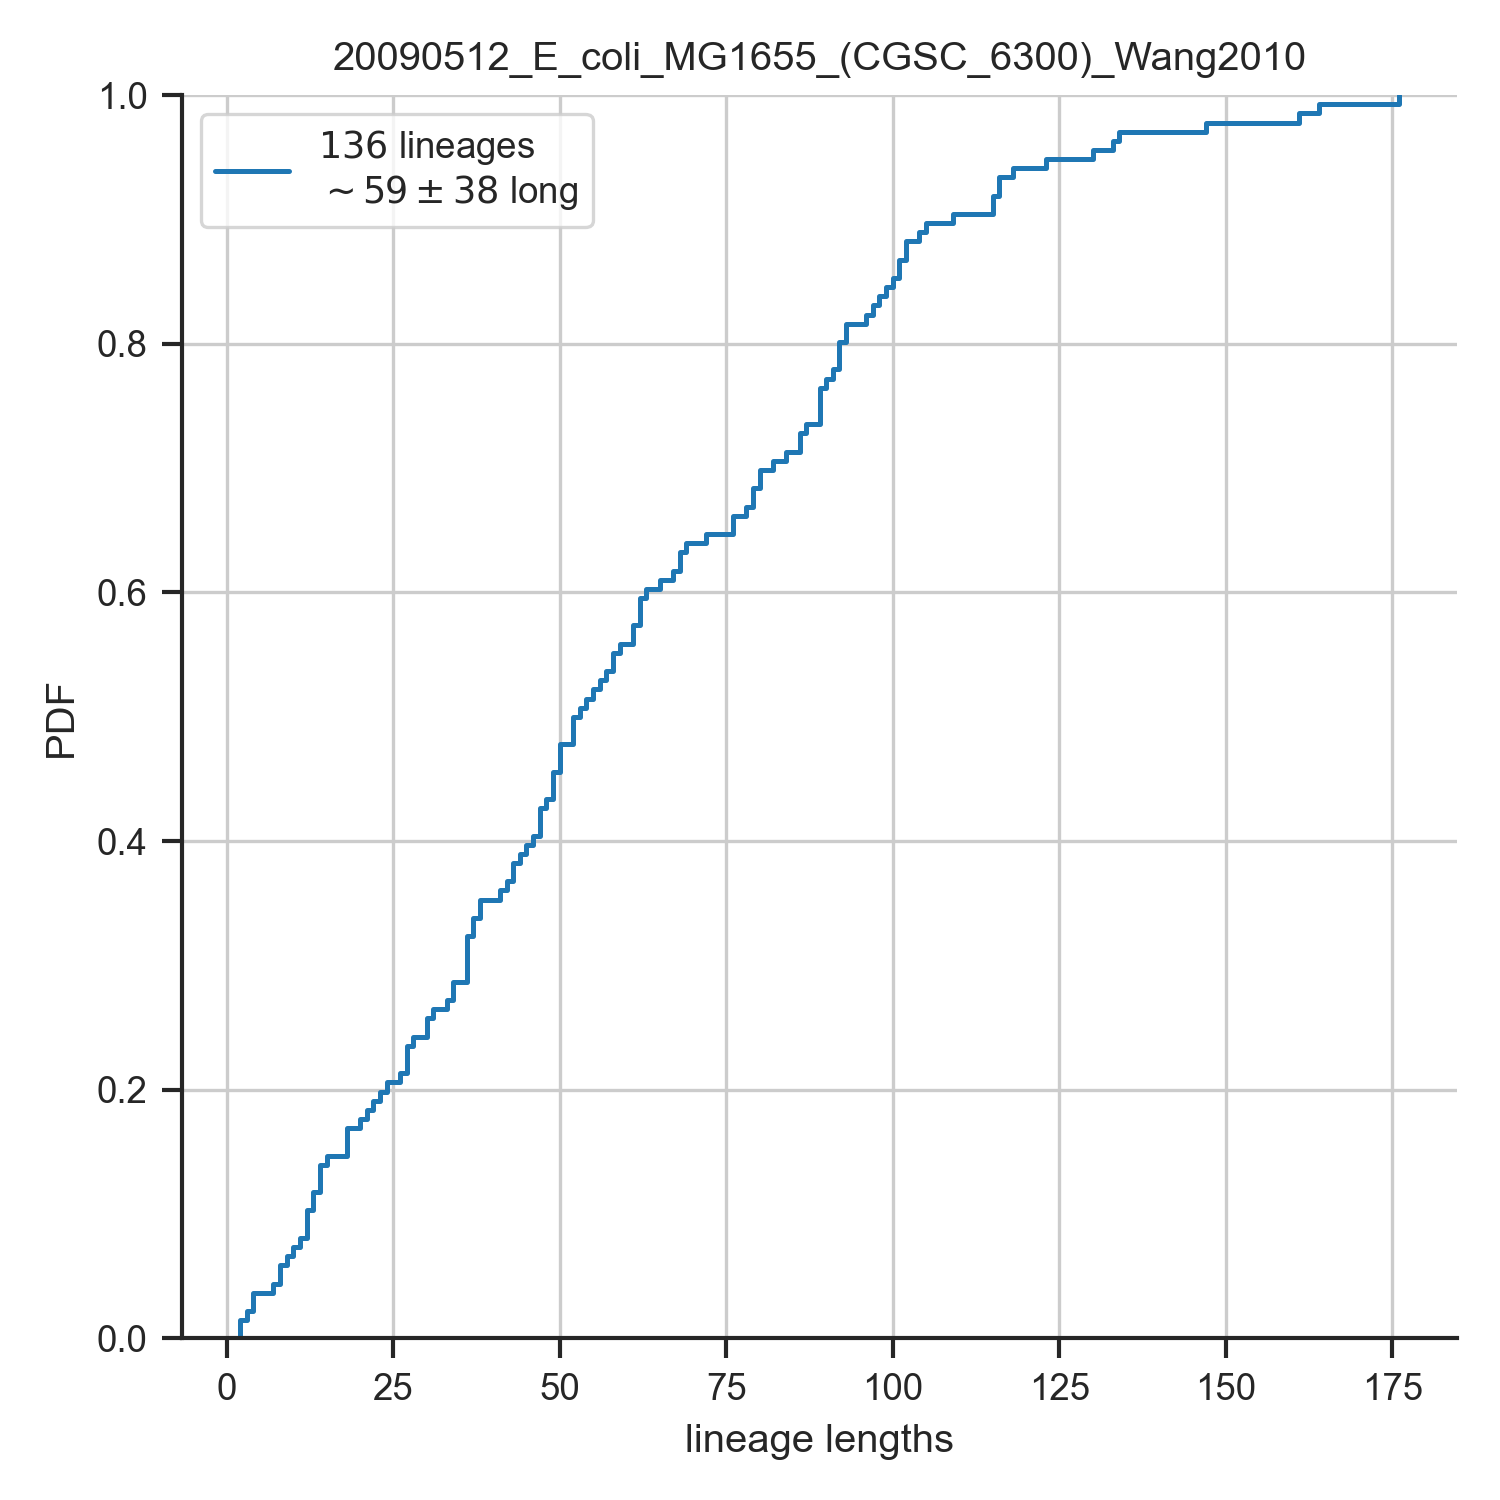 20090512_E_coli_MG1655_(CGSC_6300)_Wang2010
136 lineages
~ 59 ± 38 long
PDF
1.0
0.8
0.6
0.4
0.2
0.0
0 25 50 75 100 125 150 175
lineage lengths